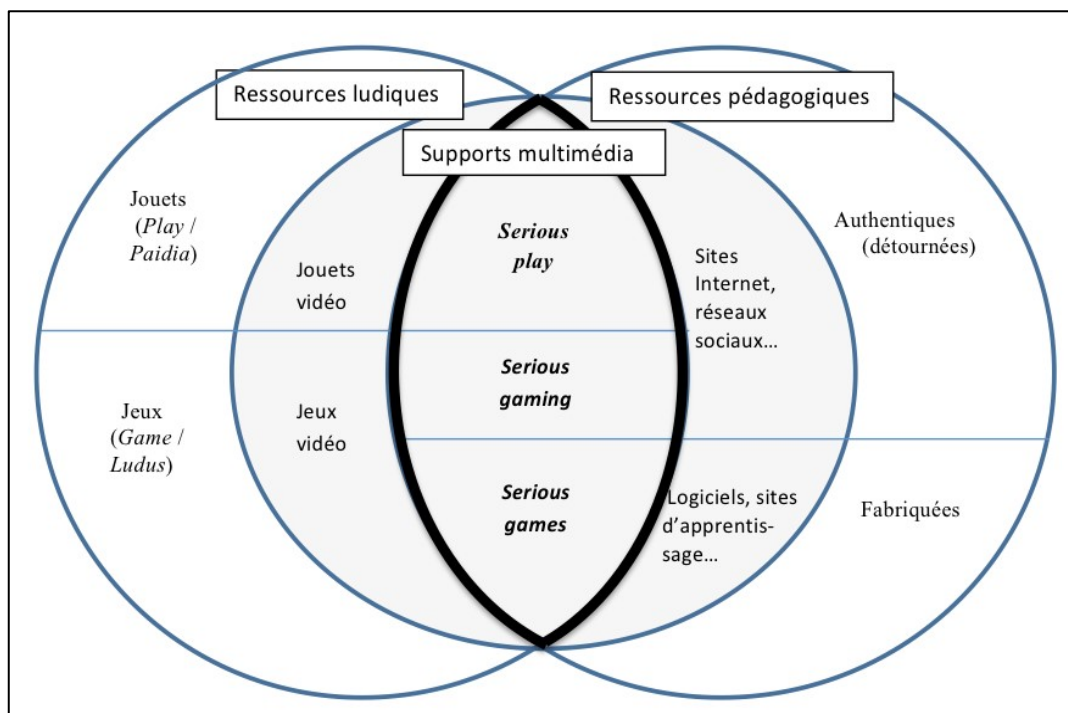 Ressources ludiques
Ressources pédagogiques
Supports multimédia
Jouets
(Play /
Paidia)
Jouets
vidéo
Serious
play
Sites
Internet,
réseaux
sociaux…
Authentiques
(détournées)
Jeux
(Game /
Ludus)
Jeux
vidéo
Serious
gaming
Serious
games
Logiciels, sites
d’apprentis-
sage…
Fabriquées